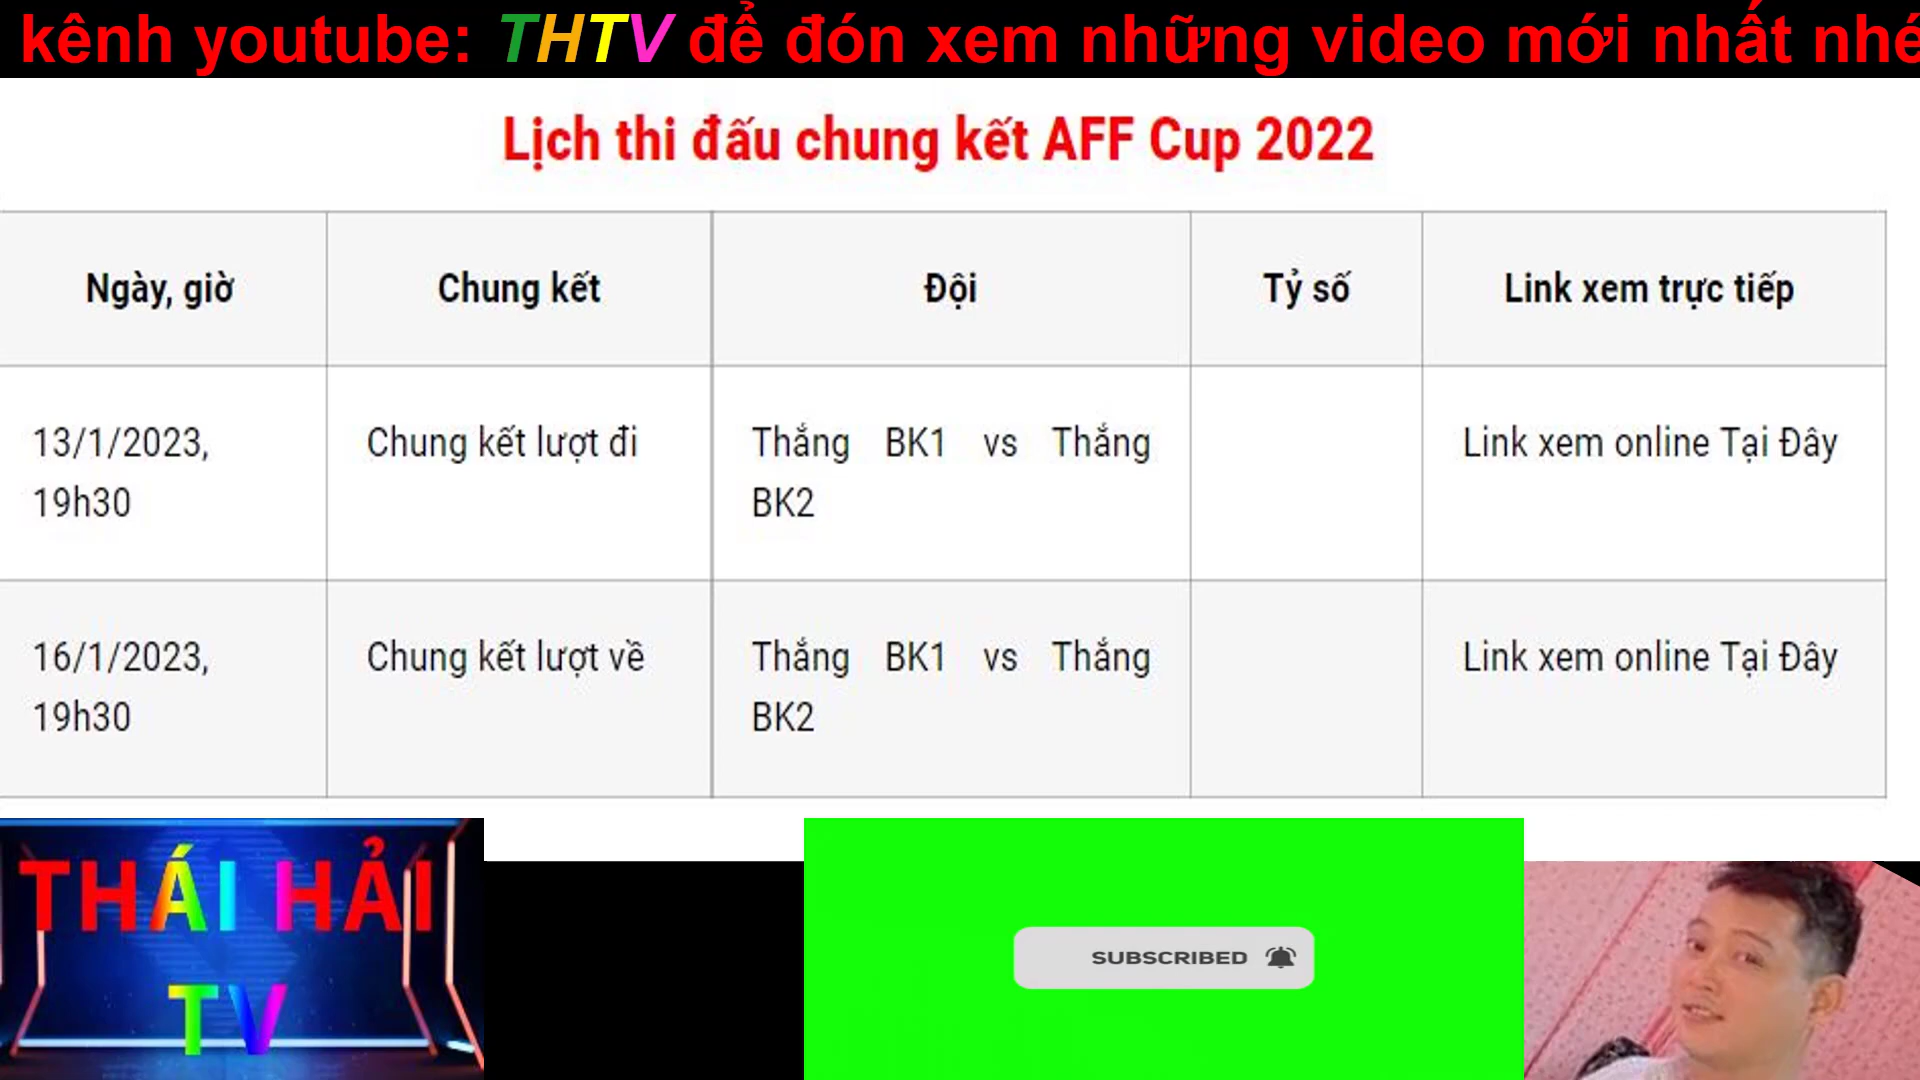 kênh youtube: THTV để đón xem những video mới nhất nhé
Lịch thi đấu chung kết AFF Cup 2022
Ngày, giờ Chung kết Đội Tỷ số Link xem trực tiếp
13/1/2023, Chung kết lượt đi Thắng BK1 vs Thắng Link xem online Tại Đây
19h30 BK2
16/1/2023, Chung kết lượt về Thắng BK1 vs Thắng Link xem online Tại Đây
19h30 BK2
THÁI HẢI
TV
SUBSCRIBED